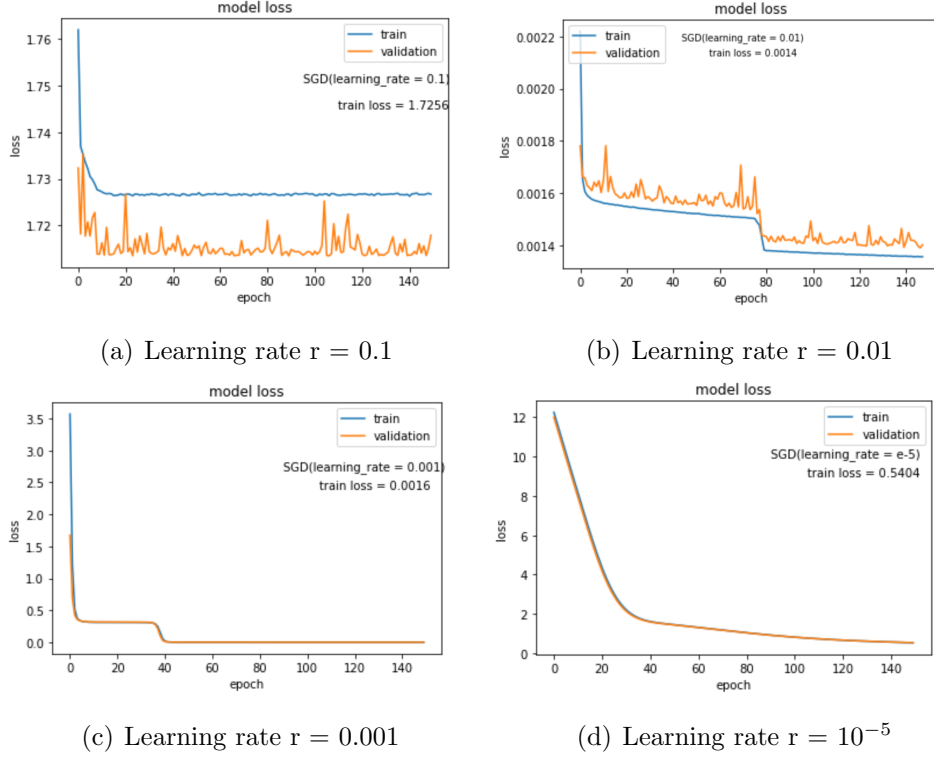 model loss
1.76
1.75
1.74
1.73
1.72
loss
train
validation
SGD(learning_rate = 0.1)
train loss = 1.7256
0 20 40 60 80 100 120 140
epoch
(a) Learning rate r = 0.1
model loss
0.0022
0.0020
0.0018
0.0016
0.0014
loss
train
validation
SGD(learning_rate = 0.01)
train loss = 0.0014
0 20 40 60 80 100 120 140
epoch
(b) Learning rate r = 0.01
model loss
3.5
3.0
2.5
2.0
1.5
1.0
0.5
0.0
loss
train
validation
SGD(learning_rate = 0.001)
train loss = 0.0016
0 20 40 60 80 100 120 140
epoch
(c) Learning rate r = 0.001
model loss
12
10
8
6
4
2
0
loss
train
validation
SGD(learning_rate = e-5)
train loss = 0.5404
0 20 40 60 80 100 120 140
epoch
(d) Learning rate r = 10⁻⁵